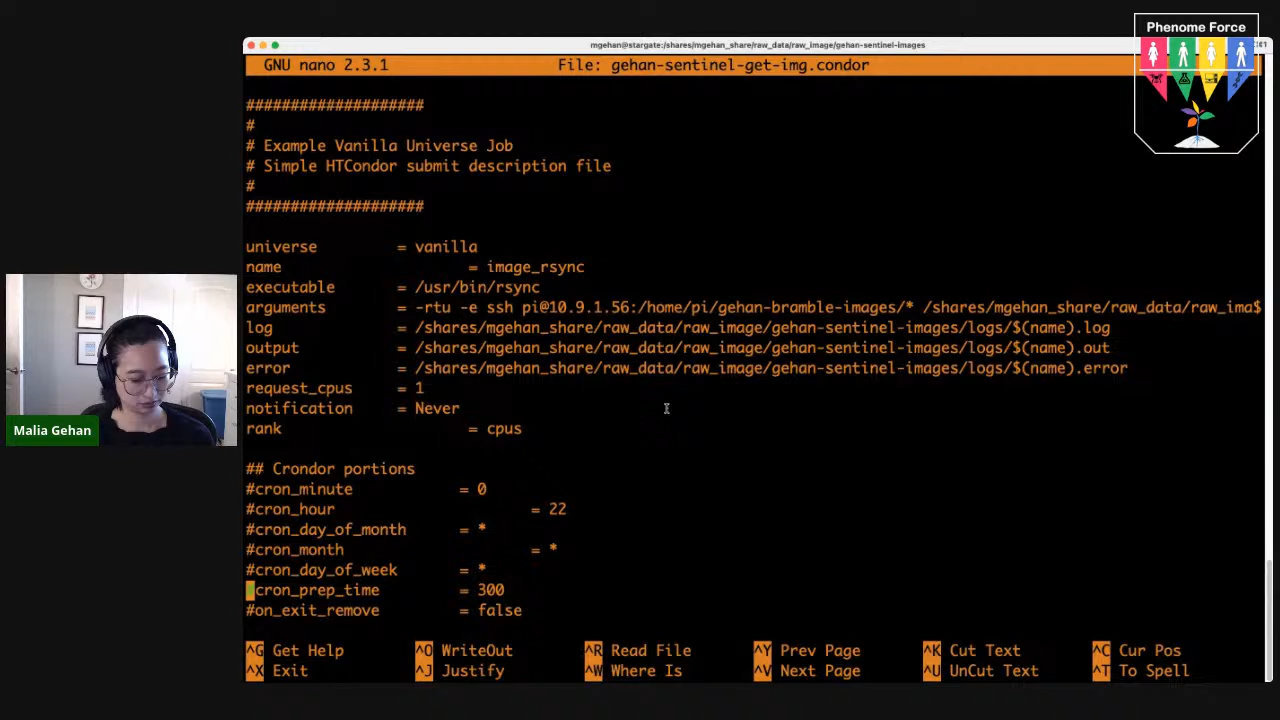 Phenome Force
mgehan@stargate:/shares/mgehan_share/raw_data/raw_image/gehan-sentinel-images
GNU nano 2.3.1 File: gehan-sentinel-get-img.condor
####################
#
# Example Vanilla Universe Job
# Simple HTCondor submit description file
#
####################
universe = vanilla
name = image_rsync
executable = /usr/bin/rsync
arguments = -rtu -e ssh pi@10.9.1.56:/home/pi/gehan-bramble-images/* /shares/mgehan_share/raw_data/raw_ima$
log = /shares/mgehan_share/raw_data/raw_image/gehan-sentinel-images/logs/$(name).log
output = /shares/mgehan_share/raw_data/raw_image/gehan-sentinel-images/logs/$(name).out
error = /shares/mgehan_share/raw_data/raw_image/gehan-sentinel-images/logs/$(name).error
request_cpus = 1
notification = Never
rank = cpus
## Crondor portions
#cron_minute = 0
#cron_hour = 22
#cron_day_of_month = *
#cron_month = *
#cron_day_of_week = *
cron_prep_time = 300
#on_exit_remove = false
^G Get Help ^O WriteOut ^R Read File ^Y Prev Page ^K Cut Text ^C Cur Pos
^X Exit ^J Justify ^W Where Is ^V Next Page ^U UnCut Text ^T To Spell
Malia Gehan